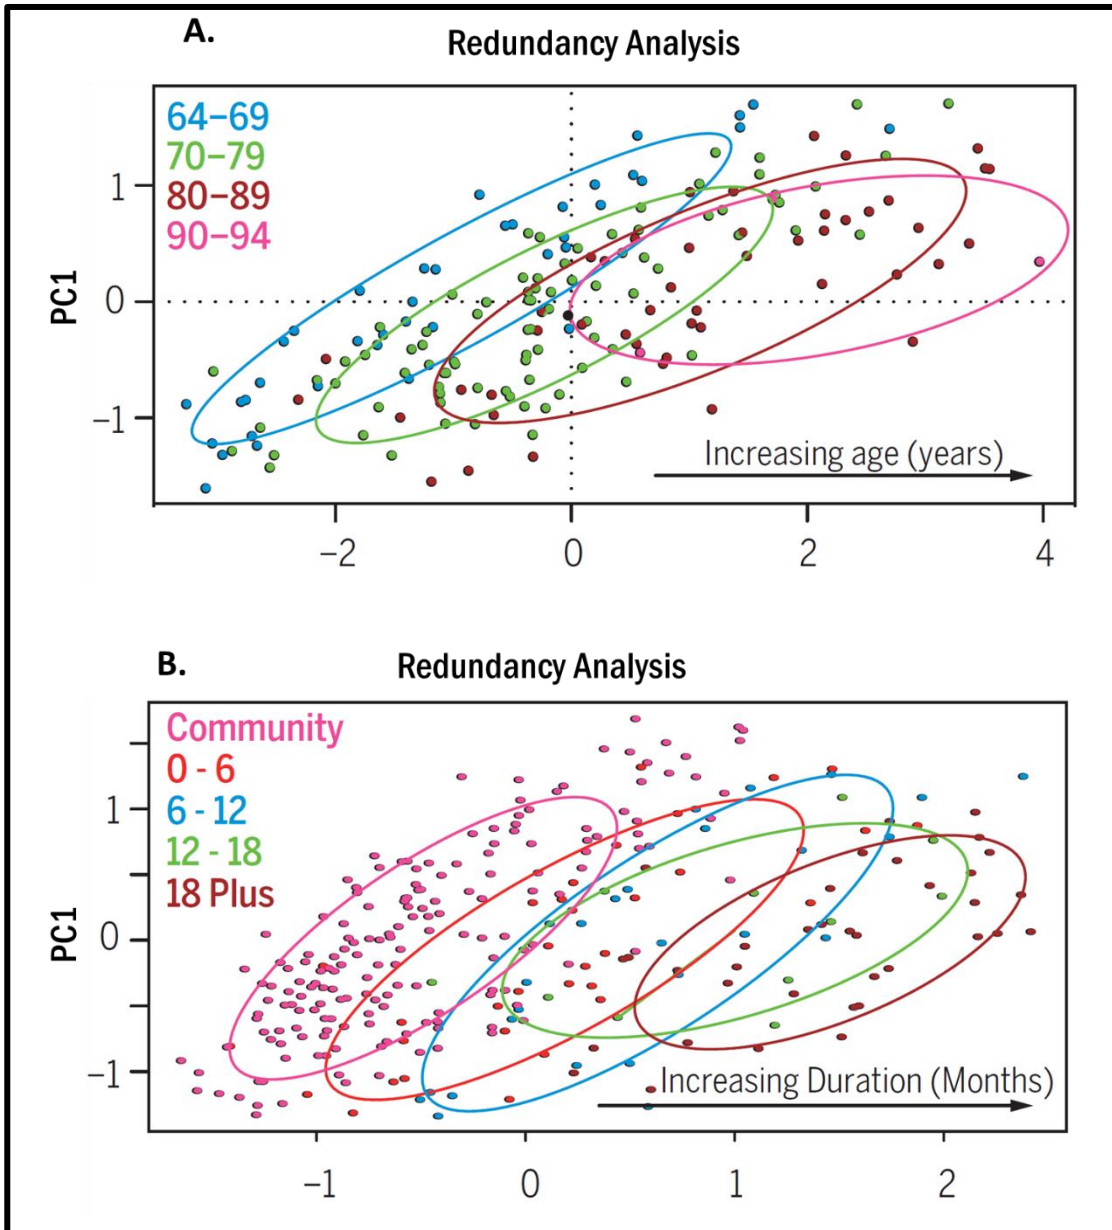 A.
Redundancy Analysis
64–69
70–79
80–89
90–94
1
0
−1
PC1
Increasing age (years)
−2
0
2
4
B.
Redundancy Analysis
Community
0 - 6
6 - 12
12 - 18
18 Plus
1
0
−1
PC1
Increasing Duration (Months)
−1
0
1
2